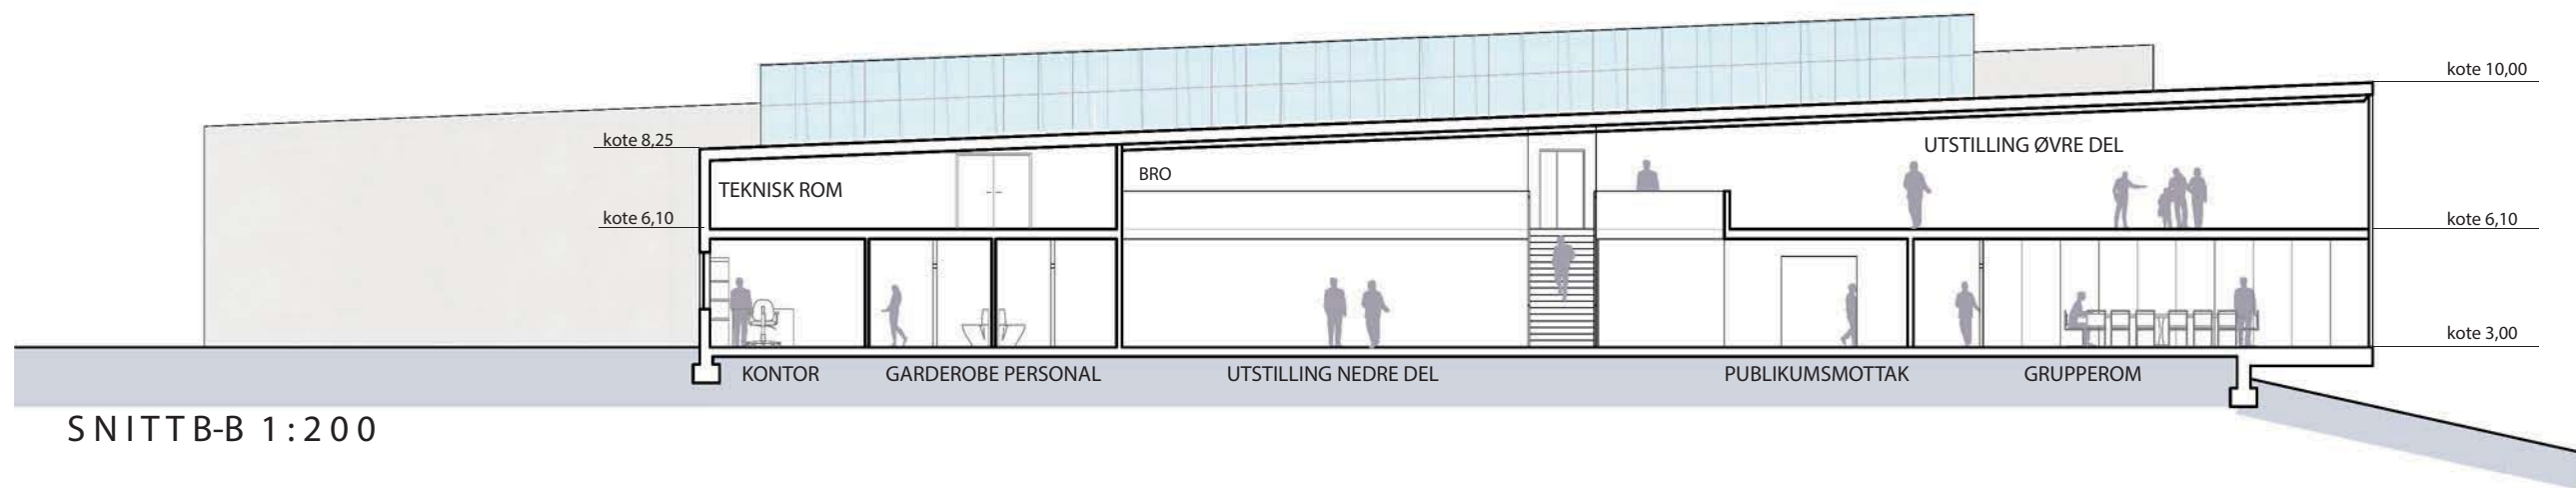 kote 10,00
kote 8,25
UTSTILLING ØVRE DEL
BRO
TEKNISK ROM
kote 6,10
kote 6,10
kote 3,00
KONTOR
GARDEROBE PERSONAL
UTSTILLING NEDRE DEL
PUBLIKUMSMOTTAK
GRUPPEROM
SNITT B-B 1:200